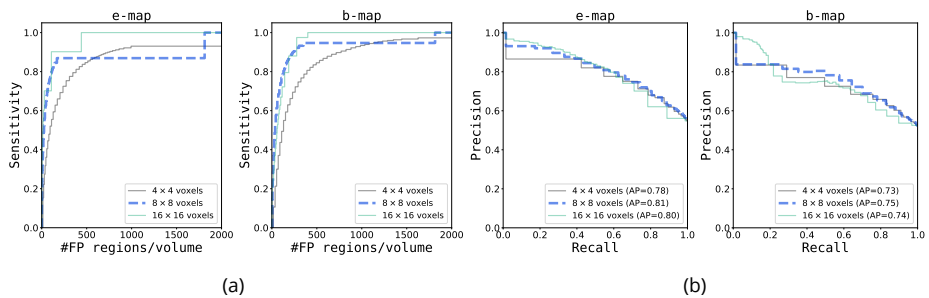 e-map
Sensitivity
1.0
0.8
0.6
0.4
0.2
0.0
4 × 4 voxels
8 × 8 voxels
16 × 16 voxels
0 500 1000 1500 2000
#FP regions/volume
b-map
Sensitivity
1.0
0.8
0.6
0.4
0.2
0.0
4 × 4 voxels
8 × 8 voxels
16 × 16 voxels
0 500 1000 1500 2000
#FP regions/volume
(a)
e-map
Precision
1.0
0.8
0.6
0.4
0.2
0.0
4 × 4 voxels (AP=0.78)
8 × 8 voxels (AP=0.81)
16 × 16 voxels (AP=0.80)
0.0 0.2 0.4 0.6 0.8 1.0
Recall
b-map
Precision
1.0
0.8
0.6
0.4
0.2
0.0
4 × 4 voxels (AP=0.73)
8 × 8 voxels (AP=0.75)
16 × 16 voxels (AP=0.74)
0.0 0.2 0.4 0.6 0.8 1.0
Recall
(b)